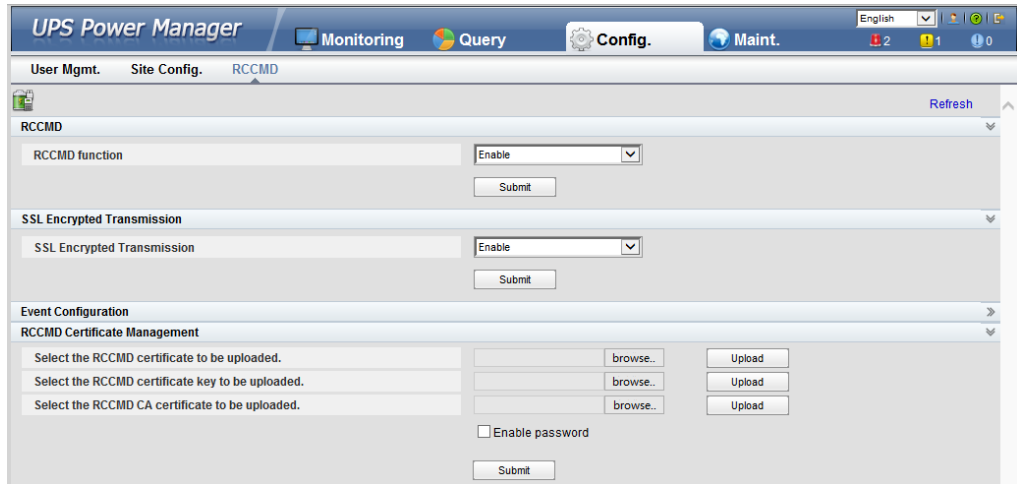 UPS Power Manager
Monitoring
Query
Config.
Maint.
English
2
1
0
User Mgmt.
Site Config.
RCCMD
Refresh
RCCMD
RCCMD function
Enable
Submit
SSL Encrypted Transmission
SSL Encrypted Transmission
Enable
Submit
Event Configuration
RCCMD Certificate Management
Select the RCCMD certificate to be uploaded.
browse..
Upload
Select the RCCMD certificate key to be uploaded.
browse..
Upload
Select the RCCMD CA certificate to be uploaded.
browse..
Upload
Enable password
Submit